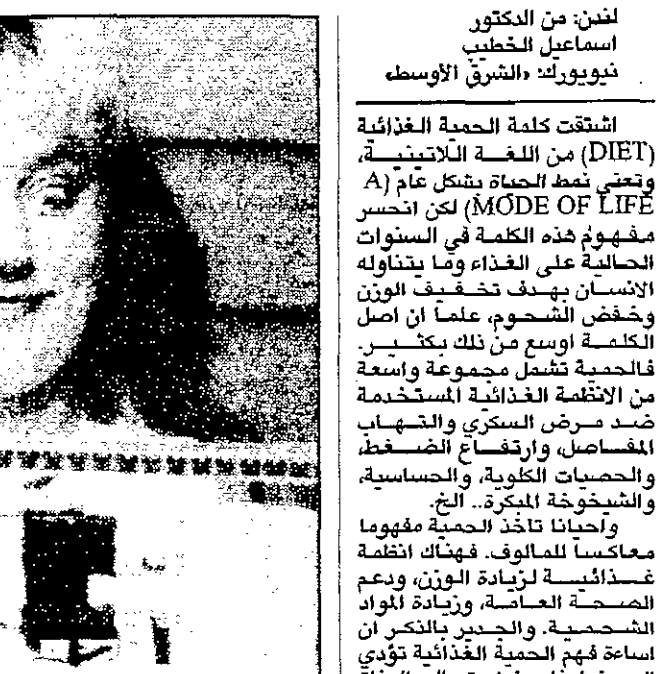 لندن: من الدكتور
اسماعيل الخطيب
نيويورك: «الشرق الأوسط»
اشتقت كلمة الحمية الغذائية
(DIET) من اللغة اللاتينية،
وتعني نمط الحياة بشكل عام (A
MODE OF LIFE) لكن انحسر
مفهوم هذه الكلمة في السنوات
الحالية على الغذاء وما يتناوله
الانسان بهدف تخفيف الوزن
وخفض الشحوم، علما ان اصل
الكلمة اوسع من ذلك بكثير.
فالحمية تشمل مجموعة واسعة
من الانظمة الغذائية المستخدمة
ضد مرض السكري والتهاب
المفاصل، وارتفاع الضغط،
والحصيات الكلوية، والحساسية،
والشيخوخة المبكرة.. الخ.
واحيانا تاخذ الحمية مفهوما
معاكسا للمالوف. فهناك انظمة
غذائية لزيادة الوزن، ودعم
الصحة العامة، وزيادة المواد
الشحمية. والجدير بالذكر ان
اساءة فهم الحمية الغذائية تؤدي